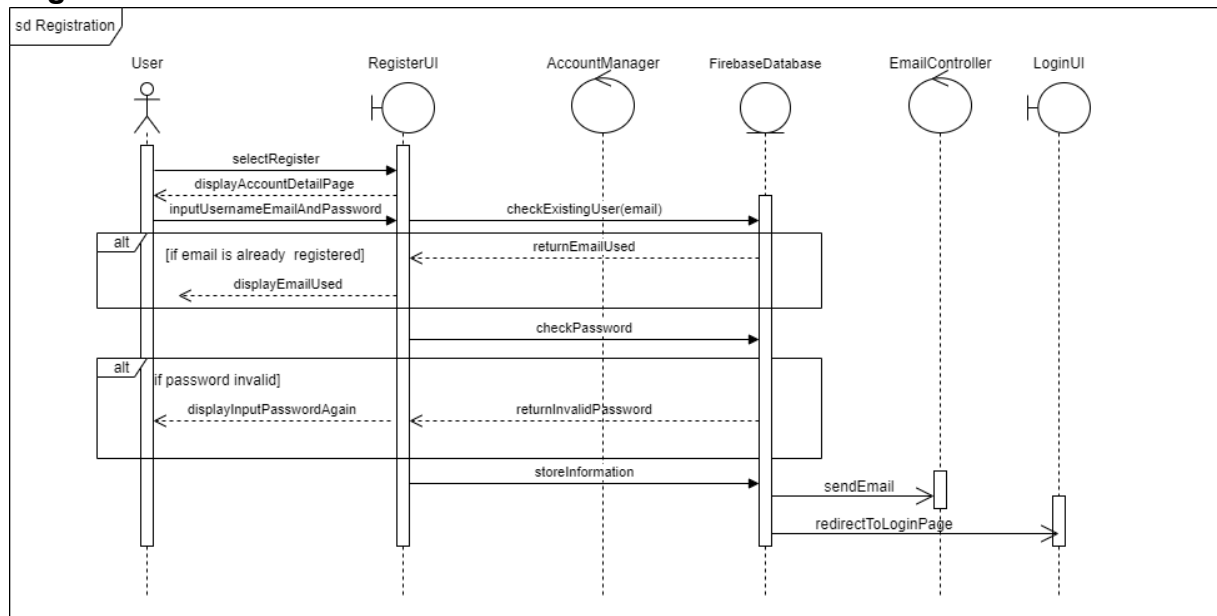 sd Registration
User
RegisterUI
AccountManager
FirebaseDatabase
EmailController
LoginUI
selectRegister
displayAccountDetailPage
inputUsernameEmailAndPassword
checkExistingUser(email)
alt
[if email is already registered]
returnEmailUsed
displayEmailUsed
checkPassword
alt
if password invalid]
displayInputPasswordAgain
returnInvalidPassword
storeInformation
sendEmail
redirectToLoginPage